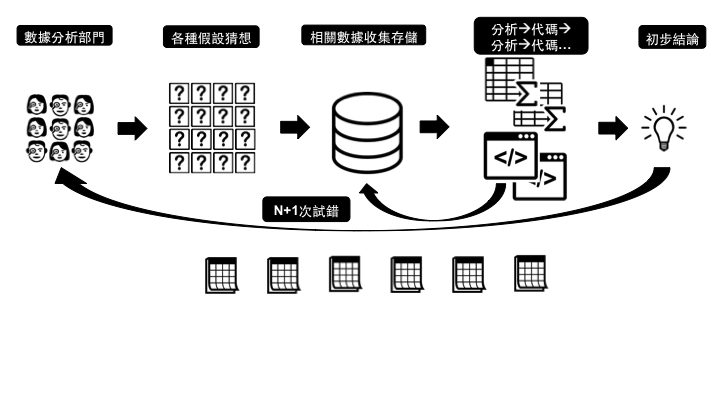 數據分析部門
各種假設猜想
相關數據收集存儲
分析→代碼→
分析→代碼...
初步結論
? ? ? ?
? ? ? ?
? ? ? ?
? ? ? ?
Σ
Σ
</>
</>
N+1次試錯